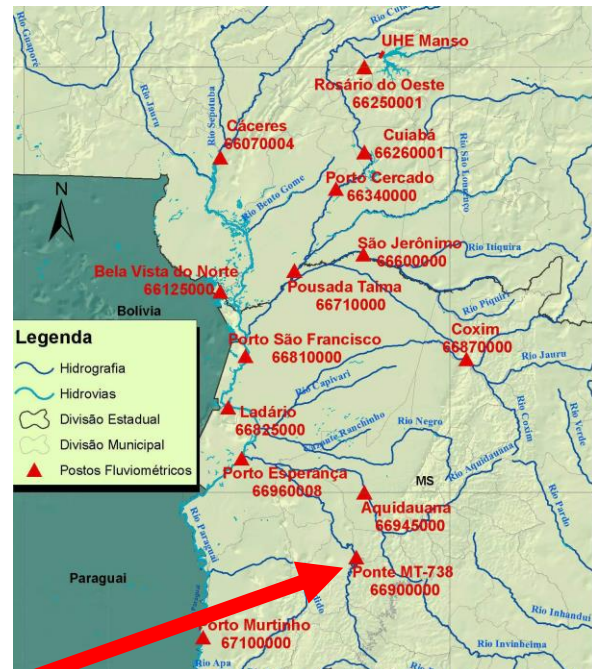 Rio Guaporé
Rio Jauru
Rio Sepotuba
UHE Manso
Rosário do Oeste
66250001
Cáceres
66070004
Cuiabá
66260001
Rio São Lourenço
Porto Cercado
66340000
Rio Bento Gome
N
São Jerônimo
66600000
Rio Itiquira
Bela Vista do Norte
66125000
Pousada Taima
66710000
Rio Piquiri
Bolivia
Legenda
Hidrografia
Hidrovias
Divisão Estadual
Divisão Municipal
Postos Fluviométricos
Porto São Francisco
66810000
Coxim
66870000
Rio Jauru
Rio Capivari
Ladário
66825000
Rio Negro
Rio Coxim
Rio Verde
Porto Esperança
66960008
Rio Aquidauana
MS
Aquidauana
66945000
Rio Pardo
Rio Paraguai
Ponte MT-738
66900000
Paraguai
Rio Inhanduí
Porto Murtinho
67100000
Rio Invinheima
Rio Apa